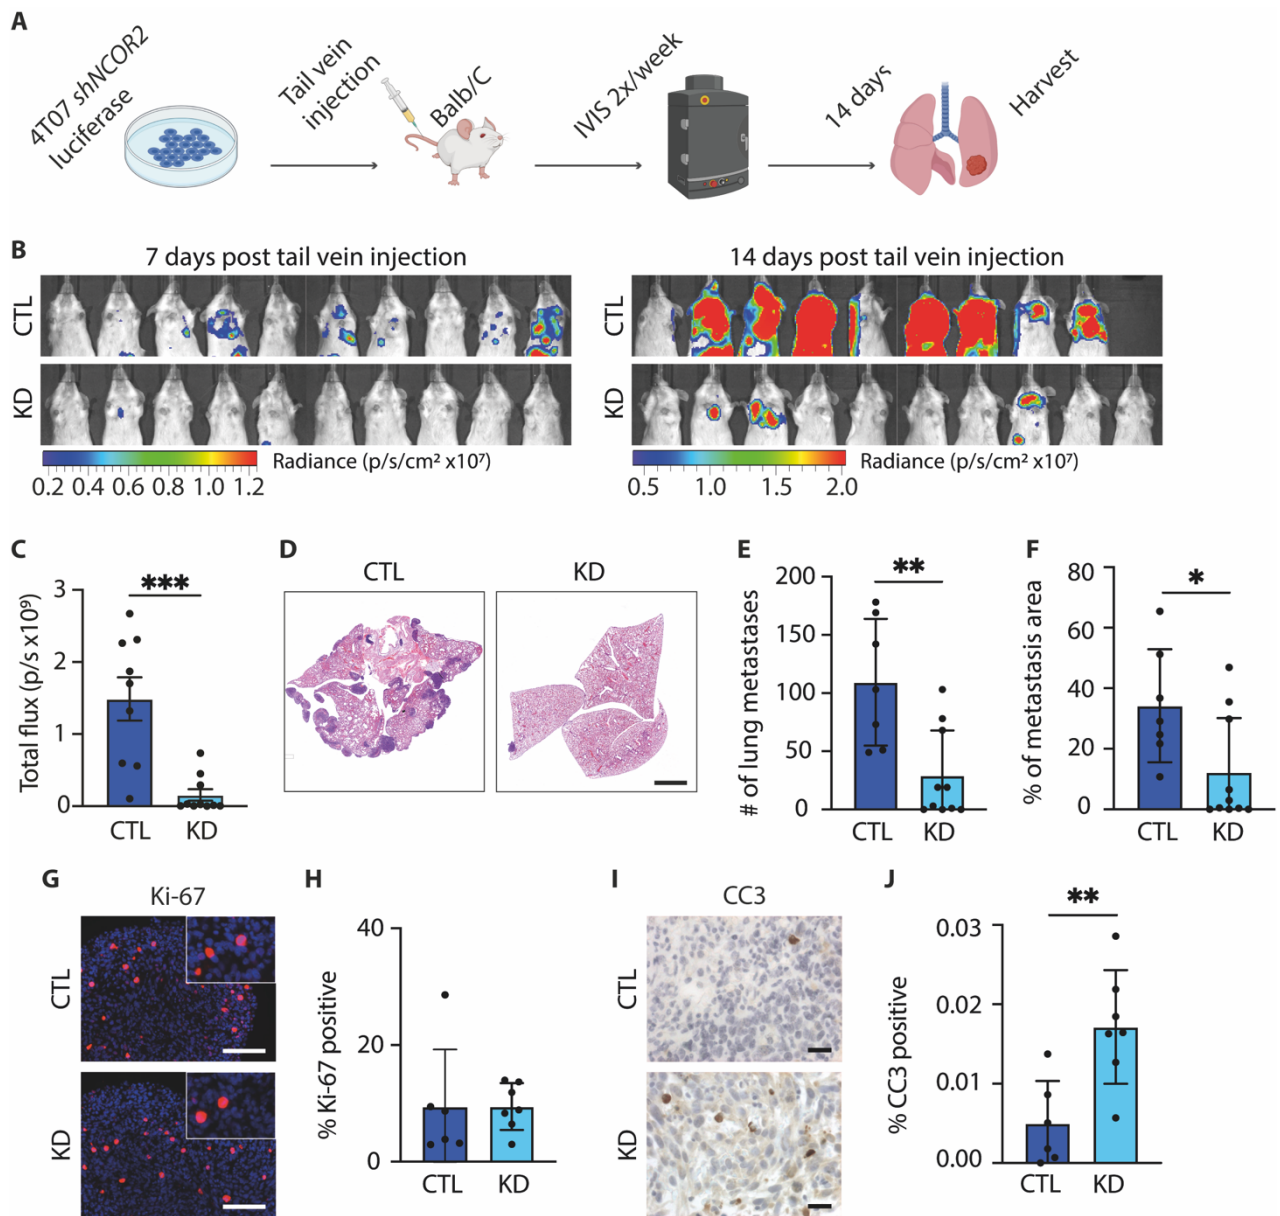 A
4T07 shNCOR2
luciferase
Tail vein
injection
Balb/C
IVIS 2x/week
14 days
Harvest
B
7 days post tail vein injection
14 days post tail vein injection
CTL
CTL
KD
KD
Radiance (p/s/cm² x10⁷)
0.2 0.4 0.6 0.8 1.0 1.2
Radiance (p/s/cm² x10⁷)
0.5 1.0 1.5 2.0
C
Total flux (p/s x10⁹)
3
2
1
0
***
CTL KD
D
CTL
KD
E
# of lung metastases
200
150
100
50
0
**
CTL KD
F
% of metastasis area
80
60
40
20
0
*
CTL KD
G
Ki-67
CTL
KD
H
% Ki-67 positive
40
20
0
CTL KD
I
CC3
CTL
KD
J
% CC3 positive
0.03
0.02
0.01
0.00
**
CTL KD